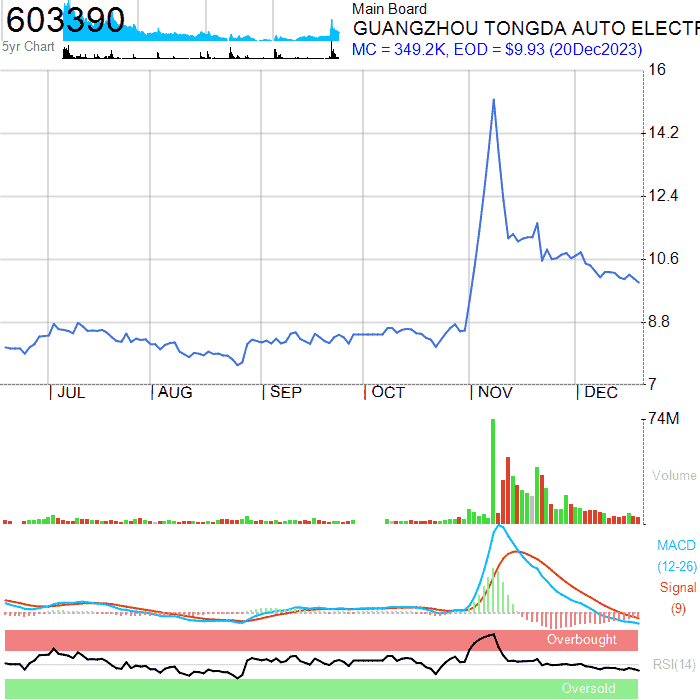 603390
5yr Chart
Main Board
GUANGZHOU TONGDA AUTO ELECTR
MC = 349.2K, EOD = $9.93 (20Dec2023)
16
14.2
12.4
10.6
8.8
7
JUL AUG SEP OCT NOV DEC
74M
Volume
MACD
(12-26)
Signal
(9)
Overbought
RSI(14)
Oversold